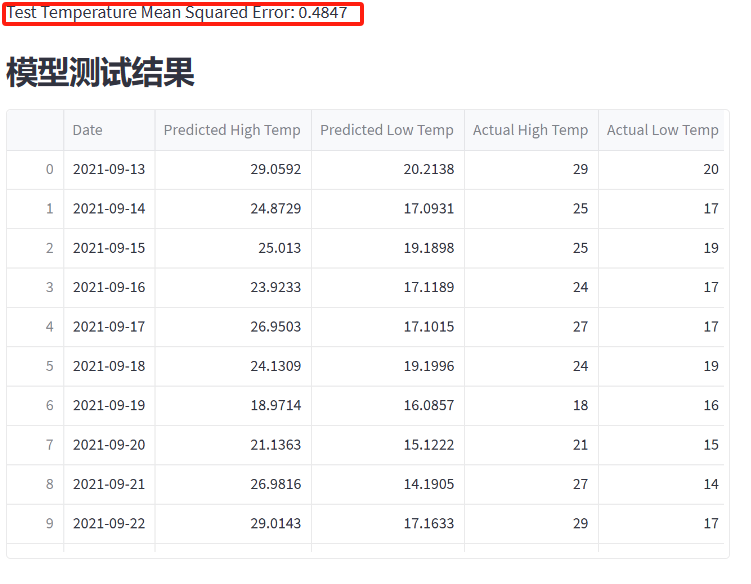 Test Temperature Mean Squared Error: 0.4847
模型测试结果
Date Predicted High Temp Predicted Low Temp Actual High Temp Actual Low Temp
0 2021-09-13 29.0592 20.2138 29 20
1 2021-09-14 24.8729 17.0931 25 17
2 2021-09-15 25.013 19.1898 25 19
3 2021-09-16 23.9233 17.1189 24 17
4 2021-09-17 26.9503 17.1015 27 17
5 2021-09-18 24.1309 19.1996 24 19
6 2021-09-19 18.9714 16.0857 18 16
7 2021-09-20 21.1363 15.1222 21 15
8 2021-09-21 26.9816 14.1905 27 14
9 2021-09-22 29.0143 17.1633 29 17